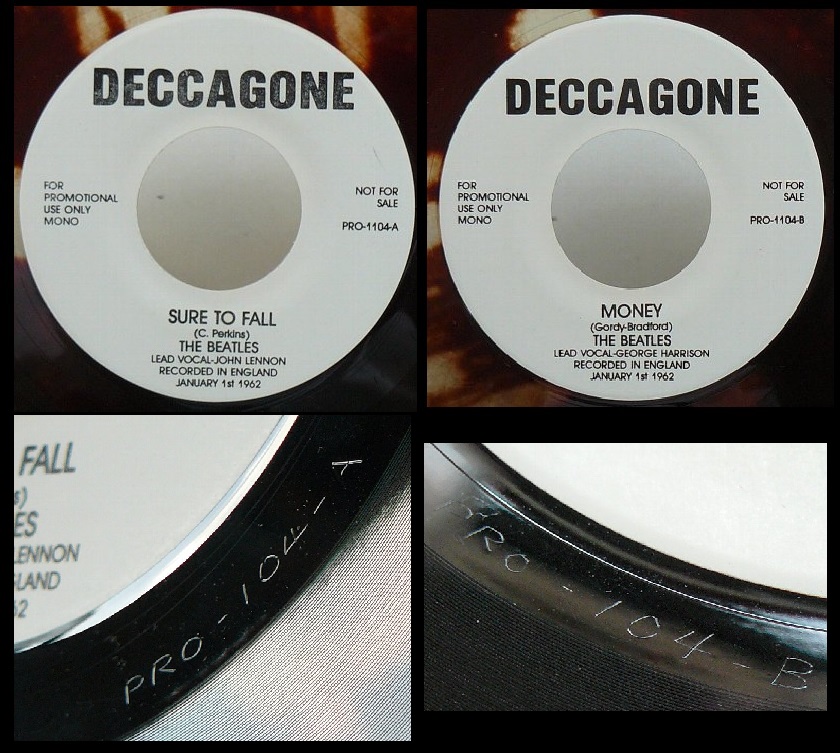 DECCAGONE
FOR
PROMOTIONAL
USE ONLY
MONO
NOT FOR
SALE
PRO-1104-A
SURE TO FALL
(C. Perkins)
THE BEATLES
LEAD VOCAL-JOHN LENNON
RECORDED IN ENGLAND
JANUARY 1st 1962
DECCAGONE
FOR
PROMOTIONAL
USE ONLY
MONO
NOT FOR
SALE
PRO-1104-B
MONEY
(Gordy-Bradford)
THE BEATLES
LEAD VOCAL-GEORGE HARRISON
RECORDED IN ENGLAND
JANUARY 1st 1962
FALL
s)
ES
LENNON
GLAND
62
PRO-104-A
PRO-104-B